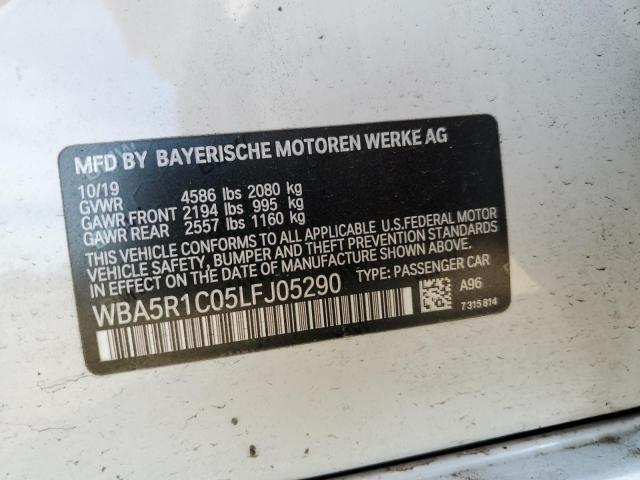 MFD BY BAYERISCHE MOTOREN WERKE AG
10/19
GVWR 4586 lbs 2080 kg
GAWR FRONT 2194 lbs 995 kg
GAWR REAR 2557 lbs 1160 kg
THIS VEHICLE CONFORMS TO ALL APPLICABLE U.S.FEDERAL MOTOR
VEHICLE SAFETY, BUMPER, AND THEFT PREVENTION STANDARDS
IN EFFECT ON THE DATE OF MANUFACTURE SHOWN ABOVE.
WBA5R1C05LFJ05290 TYPE: PASSENGER CAR
A96
7315814